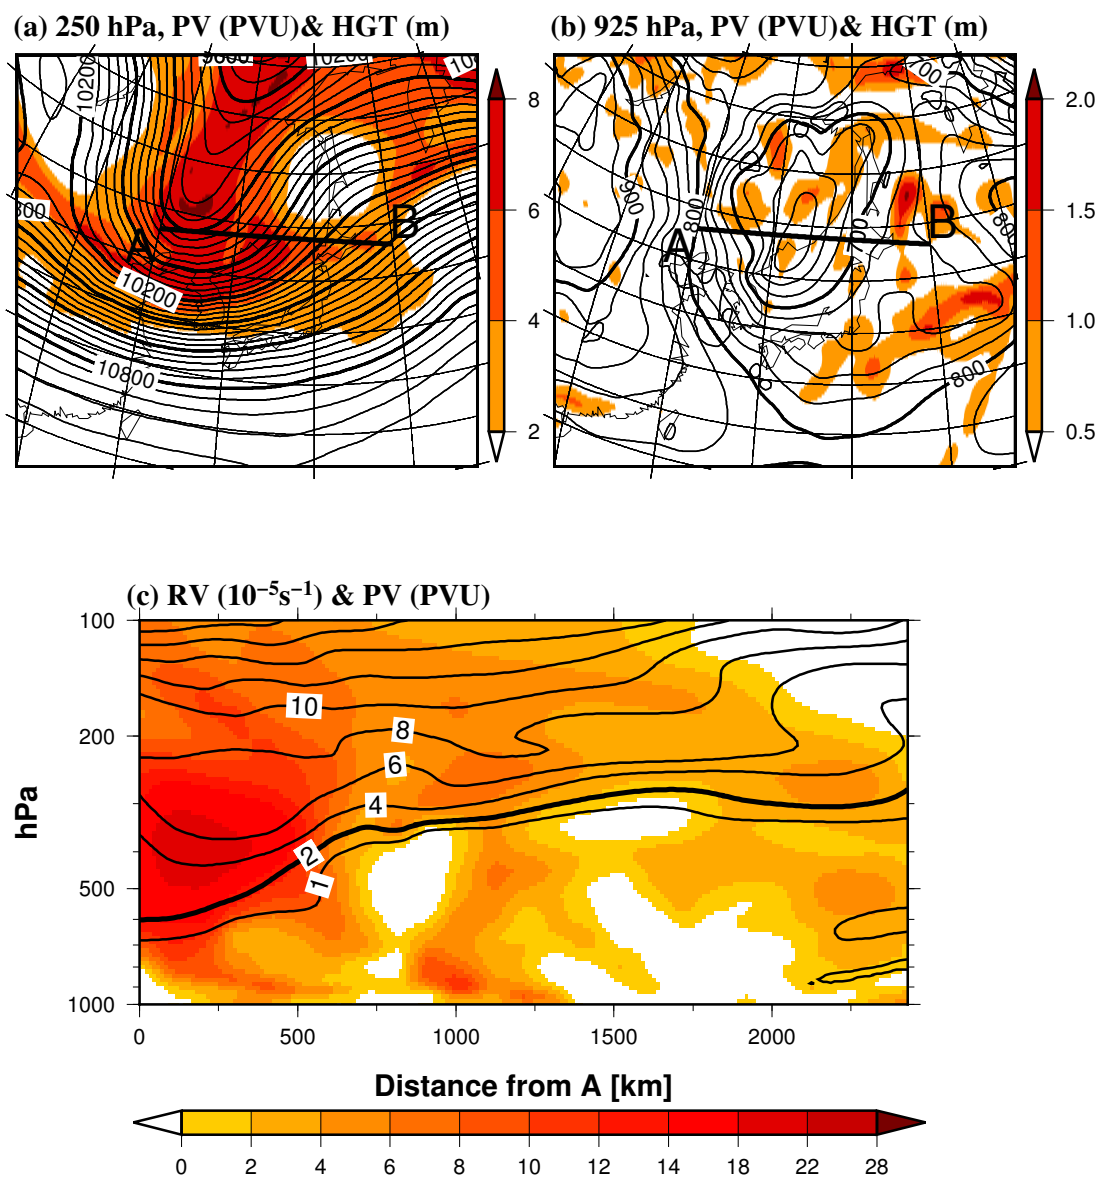 (a) 250 hPa, PV (PVU)& HGT (m)
(b) 925 hPa, PV (PVU)& HGT (m)
10200
10200
A
B
10200
10800
8
6
4
2
600
800
A
B
800
800
2.0
1.5
1.0
0.5
(c) RV (10−5s−1) & PV (PVU)
100
200
500
1000
hPa
10
8
6
4
2
1
0 500 1000 1500 2000
Distance from A [km]
0 2 4 6 8 10 12 14 18 22 28